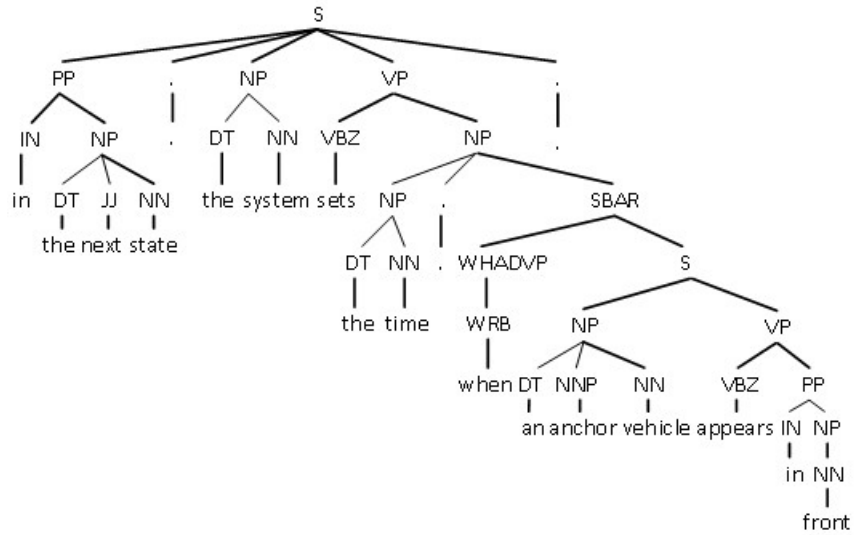 S
PP . NP VP .
IN NP . DT NN VBZ NP .
in DT JJ NN the system sets NP . SBAR
the next state
DT NN . WHADVP S
the time WRB NP VP
when DT NNP NN VBZ PP
an anchor vehicle appears IN NP
in NN
front